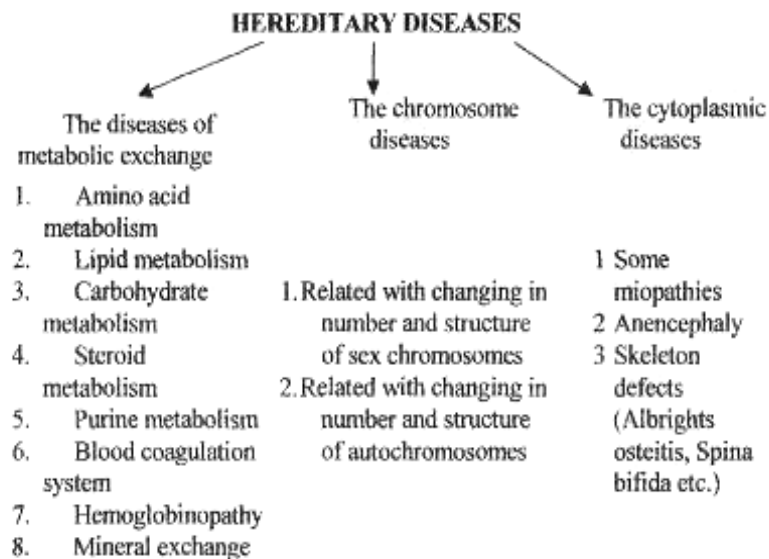 HEREDITARY DISEASES
The diseases of
metabolic exchange
1. Amino acid
metabolism
2. Lipid metabolism
3. Carbohydrate
metabolism
4. Steroid
metabolism
5. Purine metabolism
6. Blood coagulation
system
7. Hemoglobinopathy
8. Mineral exchange
The chromosome
diseases
1. Related with changing in
number and structure
of sex chromosomes
2. Related with changing in
number and structure
of autochromosomes
The cytoplasmic
diseases
1 Some
miopathies
2 Anencephaly
3 Skeleton
defects
(Albrights
osteitis, Spina
bifida etc.)